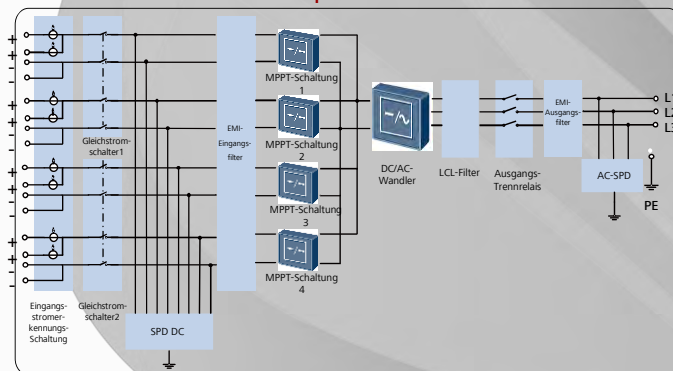 +
+
-
-
+
+
-
-
+
+
-
-
+
+
-
-
Gleichstrom-
schalter1
Eingangs-
stromer-
kennungs-
Schaltung
Gleichstrom-
schalter2
SPD DC
EMI-
Eingangs-
filter
MPPT-Schaltung
1
MPPT-Schaltung
2
MPPT-Schaltung
3
MPPT-Schaltung
4
DC/AC-
Wandler
LCL-Filter
Ausgangs-
Trennrelais
EMI-
Ausgangs-
filter
AC-SPD
L1
L2
L3
PE